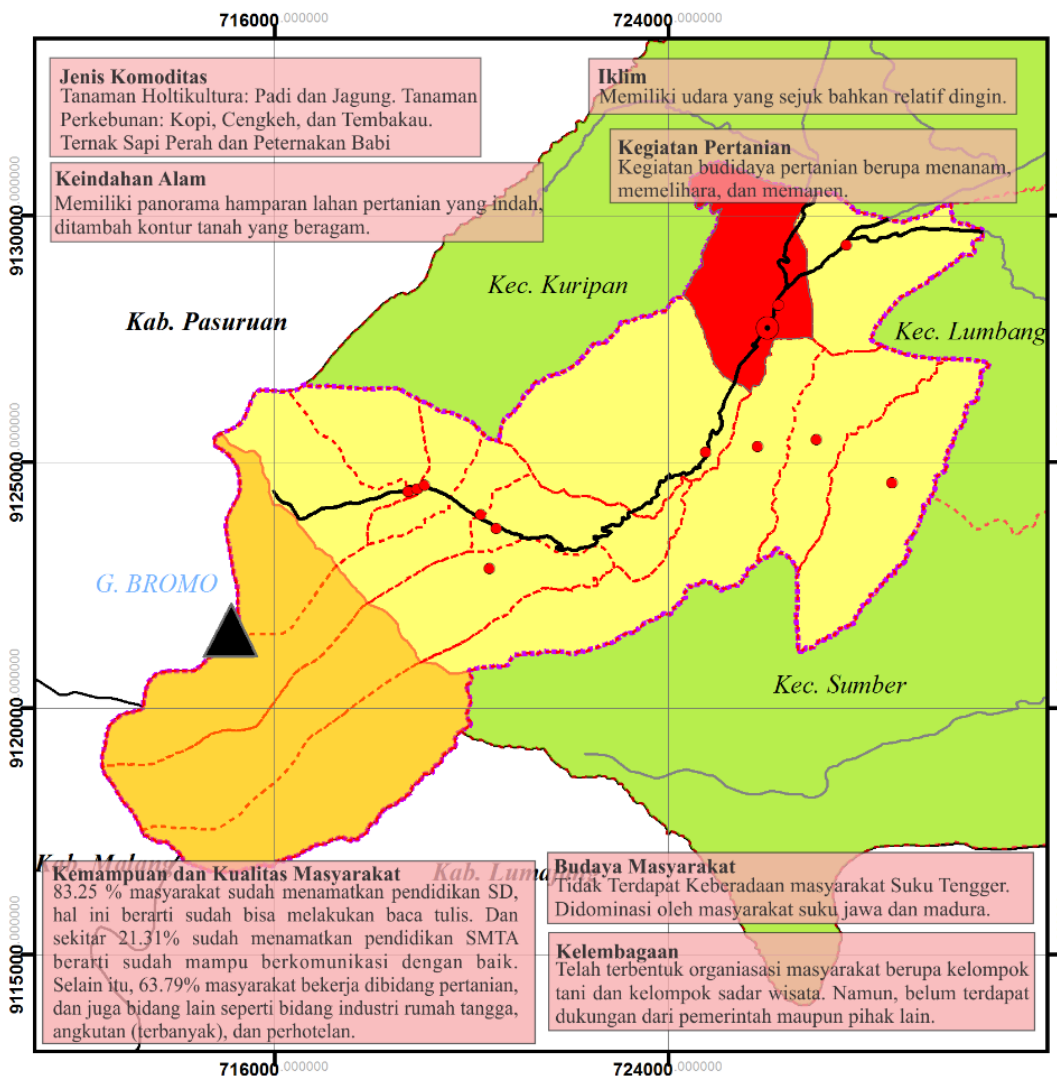 716000.000000
724000.000000
Jenis Komoditas
Tanaman Holtikultura: Padi dan Jagung. Tanaman
Perkebunan: Kopi, Cengkeh, dan Tembakau.
Ternak Sapi Perah dan Peternakan Babi
Iklim
Memiliki udara yang sejuk bahkan relatif dingin.
Kegiatan Pertanian
Kegiatan budidaya pertanian berupa menanam,
memelihara, dan memanen.
Keindahan Alam
Memiliki panorama hamparan lahan pertanian yang indah,
ditambah kontur tanah yang beragam.
9130000.000000
Kec. Kuripan
Kab. Pasuruan
Kec. Lumbang
9125000.000000
G. BROMO
Kec. Sumber
9120000.000000
Kab. Malang
Kab. Lumajang
Kemampuan dan Kualitas Masyarakat
83.25 % masyarakat sudah menamatkan pendidikan SD,
hal ini berarti sudah bisa melakukan baca tulis. Dan
sekitar 21.31% sudah menamatkan pendidikan SMTA
berarti sudah mampu berkomunikasi dengan baik.
Selain itu, 63.79% masyarakat bekerja dibidang pertanian,
dan juga bidang lain seperti bidang industri rumah tangga,
angkutan (terbanyak), dan perhotelan.
Budaya Masyarakat
Tidak Terdapat Keberadaan masyarakat Suku Tengger.
Didominasi oleh masyarakat suku jawa dan madura.
Kelembagaan
Telah terbentuk organiasasi masyarakat berupa kelompok
tani dan kelompok sadar wisata. Namun, belum terdapat
dukungan dari pemerintah maupun pihak lain.
9115000.000000
716000.000000
724000.000000